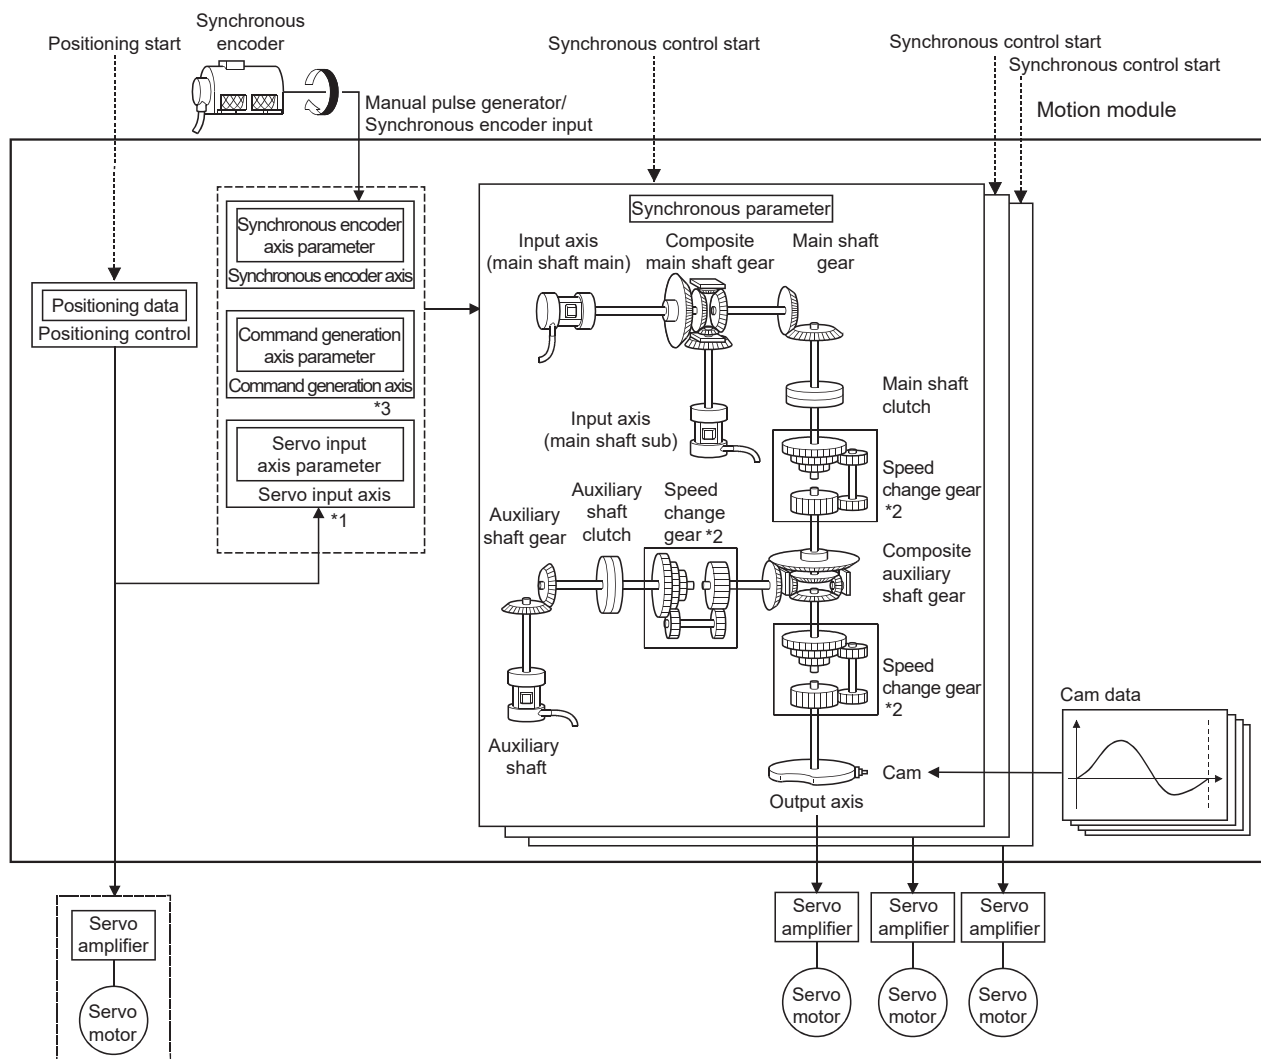 Positioning start
Synchronous
encoder
Synchronous control start
Synchronous control start
Synchronous control start
Manual pulse generator/
Synchronous encoder input
Motion module
Synchronous encoder
axis parameter
Synchronous encoder axis
Positioning data
Positioning control
Command generation
axis parameter
Command generation axis
*3
Servo input
axis parameter
Servo input axis
*1
Synchronous parameter
Input axis
(main shaft main)
Composite
main shaft gear
Main shaft
gear
Input axis
(main shaft sub)
Main shaft
clutch
Speed
change gear
*2
Auxiliary
shaft gear
Auxiliary
shaft
clutch
Speed
change
gear *2
Composite
auxiliary
shaft gear
Speed
change gear
*2
Auxiliary
shaft
Cam
Output axis
Cam data
Servo
amplifier
Servo
motor
Servo
amplifier
Servo
motor
Servo
amplifier
Servo
motor
Servo
amplifier
Servo
motor